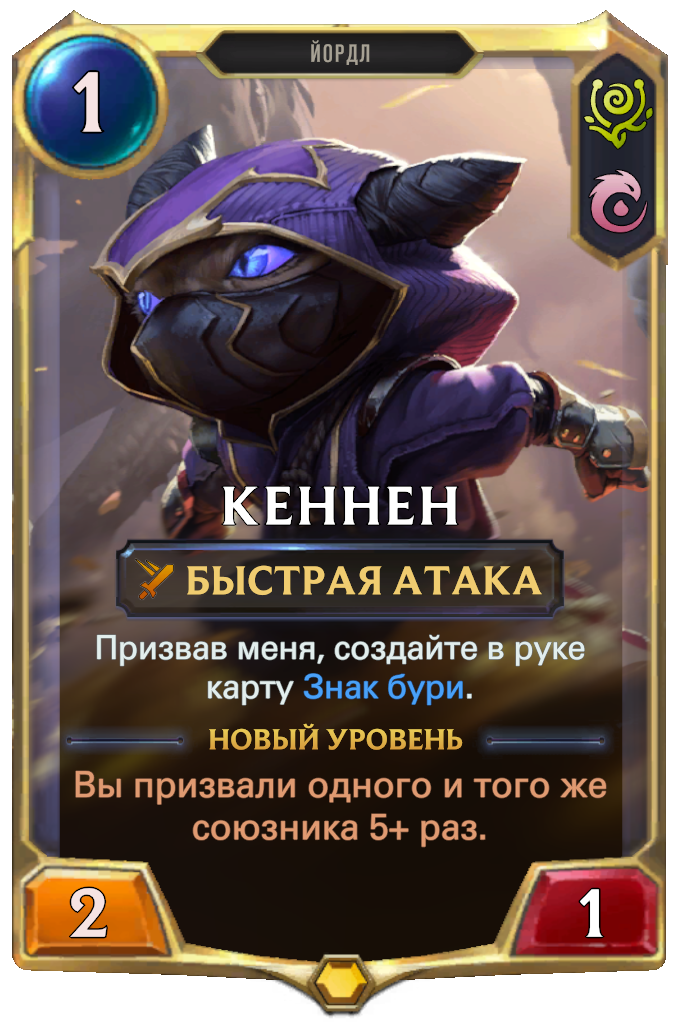 1
ЙОРДЛ
КЕННЕН
БЫСТРАЯ АТАКА
Призвав меня, создайте в руке
карту Знак бури.
НОВЫЙ УРОВЕНЬ
Вы призвали одного и того же
союзника 5+ раз.
2
1